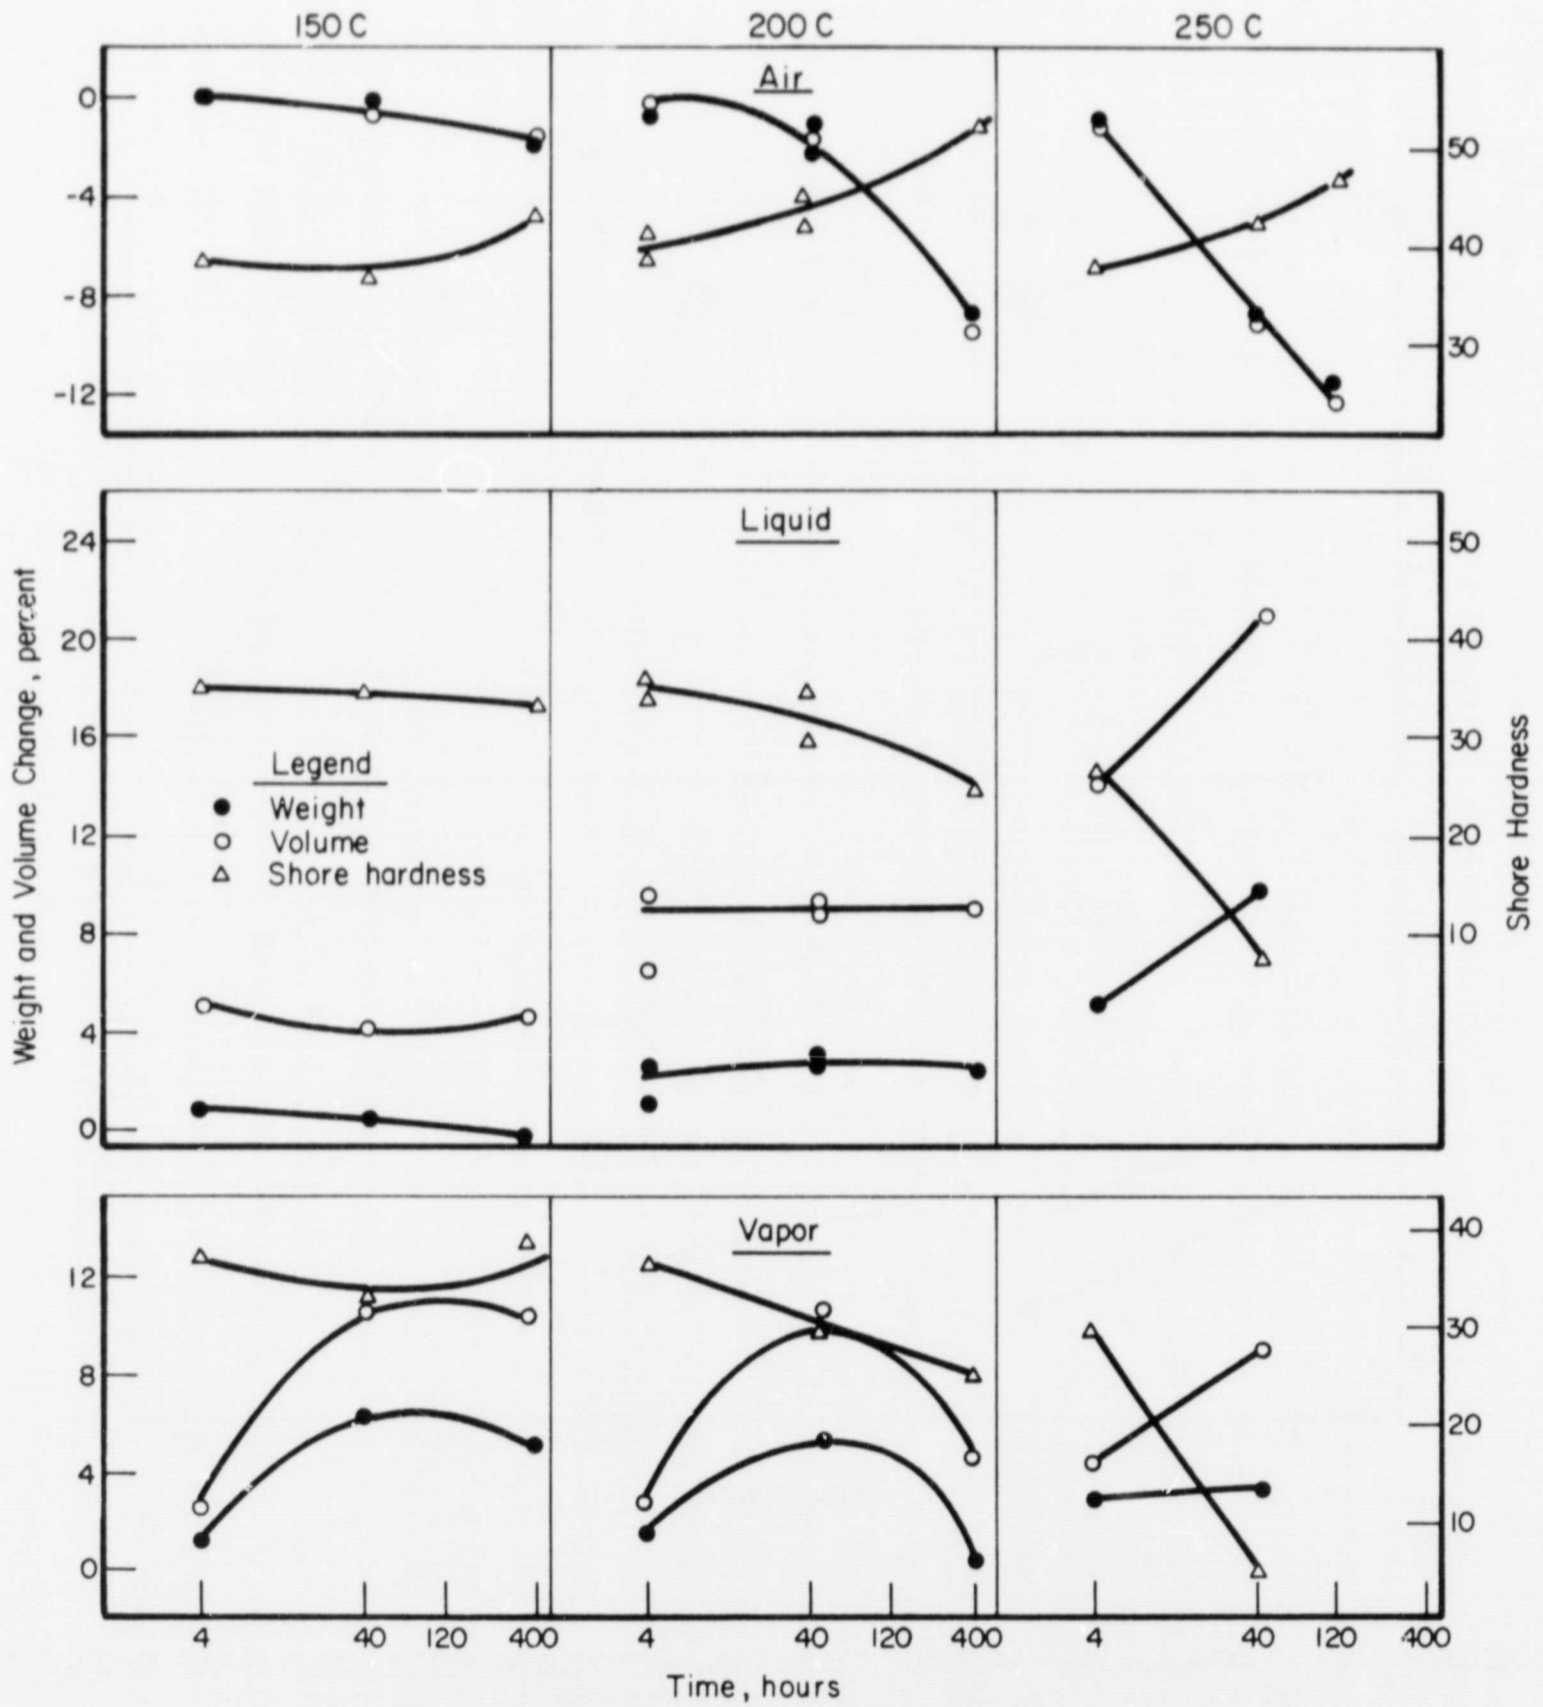 150 C 200 C 250 C
Air
0
-4
-8
-12
50
40
30
Liquid
24
20
16
12
8
4
0
50
40
30
20
10
Legend
Weight
Volume
Shore hardness
Weight and Volume Change, percent
Shore Hardness
Vapor
12
8
4
0
40
30
20
10
4 40 120 400 4 40 120 400 4 40 120 400
Time, hours